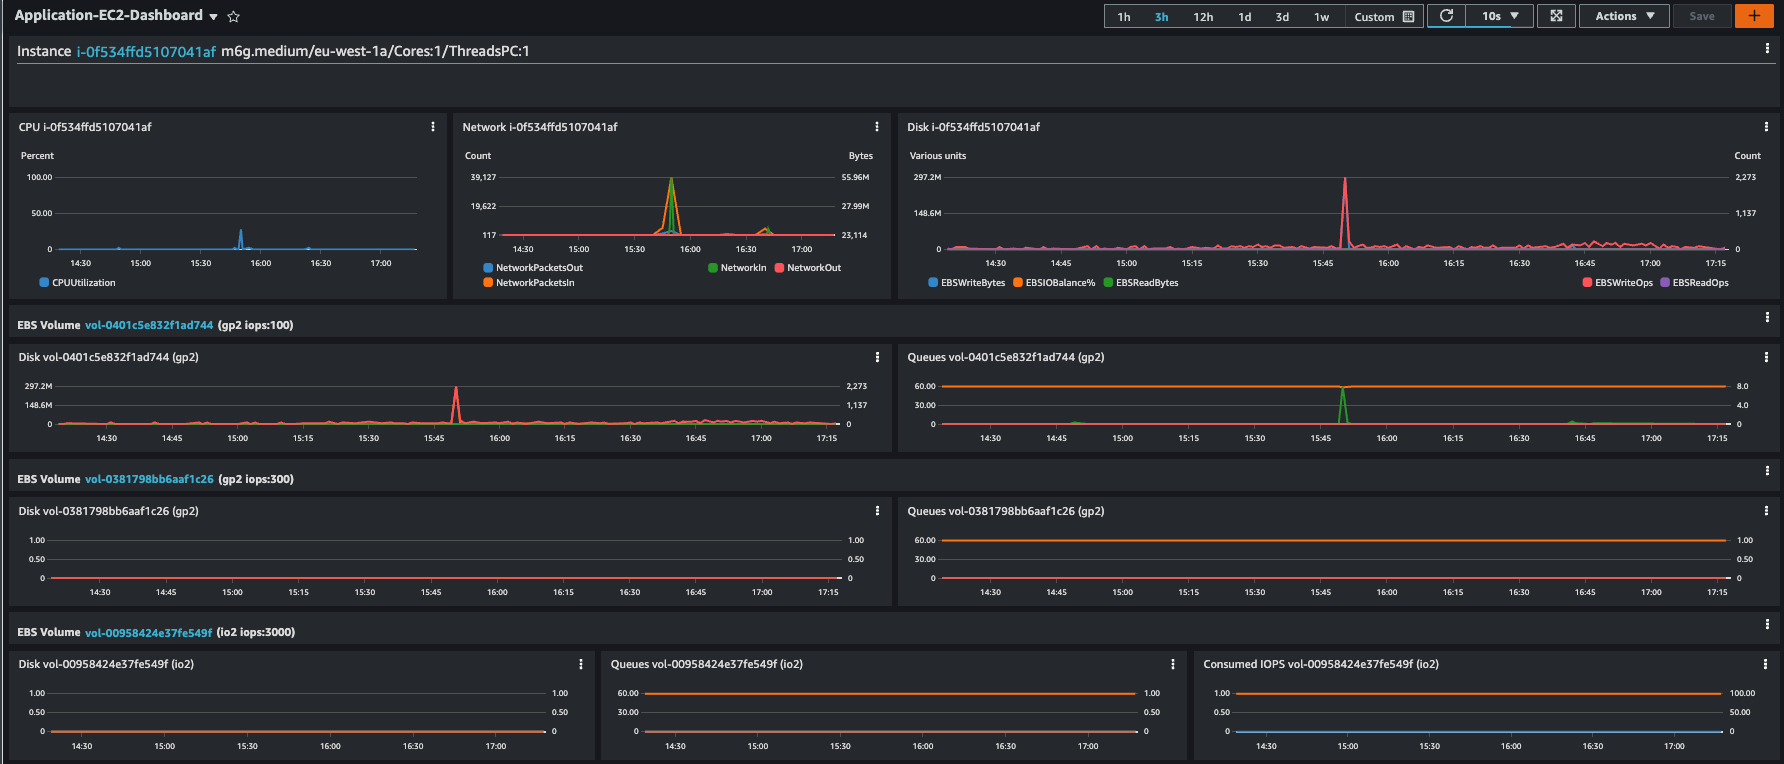 Application-EC2-Dashboard
1h 3h 12h 1d 3d 1w Custom 10s Actions Save
Instance i-0f534ffd5107041af m6g.medium/eu-west-1a/Cores:1/ThreadsPC:1
CPU i-0f534ffd5107041af
Percent
100.00
50.00
0
14:30 15:00 15:30 16:00 16:30 17:00
CPUUtilization
Network i-0f534ffd5107041af
Count Bytes
39,127 55.96M
19,622 27.99M
117 23,114
14:30 15:00 15:30 16:00 16:30 17:00
NetworkPacketsOut NetworkIn NetworkOut
NetworkPacketsIn
Disk i-0f534ffd5107041af
Various units Count
297.2M 2,273
148.6M 1,137
0 0
14:30 14:45 15:00 15:15 15:30 15:45 16:00 16:15 16:30 16:45 17:00 17:15
EBSWriteBytes EBSIOBalance% EBSReadBytes EBSWriteOps EBSReadOps
EBS Volume vol-0401c5e832f1ad744 (gp2 iops:100)
Disk vol-0401c5e832f1ad744 (gp2)
297.2M 2,273
148.6M 1,137
0 0
14:30 14:45 15:00 15:15 15:30 15:45 16:00 16:15 16:30 16:45 17:00 17:15
Queues vol-0401c5e832f1ad744 (gp2)
60.00 8.0
30.00 4.0
0 0
14:30 14:45 15:00 15:15 15:30 15:45 16:00 16:15 16:30 16:45 17:00 17:15
EBS Volume vol-0381798bb6aaf1c26 (gp2 iops:300)
Disk vol-0381798bb6aaf1c26 (gp2)
1.00 1.00
0.50 0.50
0 0
14:30 14:45 15:00 15:15 15:30 15:45 16:00 16:15 16:30 16:45 17:00 17:15
Queues vol-0381798bb6aaf1c26 (gp2)
60.00 1.00
30.00 0.50
0 0
14:30 14:45 15:00 15:15 15:30 15:45 16:00 16:15 16:30 16:45 17:00 17:15
EBS Volume vol-00958424e37fe549f (io2 iops:3000)
Disk vol-00958424e37fe549f (io2)
1.00 1.00
0.50 0.50
0 0
14:30 15:00 15:30 16:00 16:30 17:00
Queues vol-00958424e37fe549f (io2)
60.00 1.00
30.00 0.50
0 0
14:30 15:00 15:30 16:00 16:30 17:00
Consumed IOPS vol-00958424e37fe549f (io2)
1.00 100.00
0.50 50.00
0 0
14:30 15:00 15:30 16:00 16:30 17:00